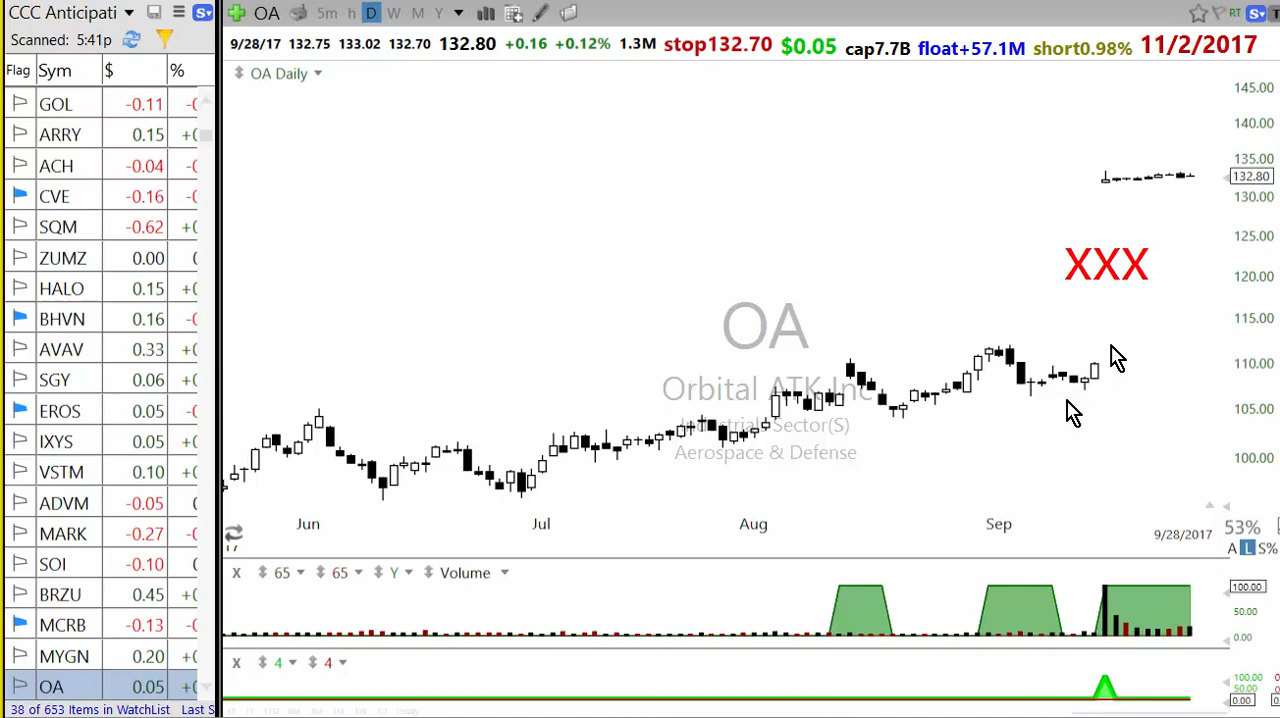 CCC Anticipati
Scanned: 5:41p
Flag Sym $ %
GOL -0.11
ARRY 0.15
ACH -0.04
CVE -0.16
SQM -0.62
ZUMZ 0.00
HALO 0.15
BHVN 0.16
AVAV 0.33
SGY 0.06
EROS 0.05
IXYS 0.05
VSTM 0.10
ADVM -0.05
MARK -0.27
SOI -0.10
BRZU 0.45
MCRB -0.13
MYGN 0.20
OA 0.05
38 of 653 Items in WatchList Last S
OA 5m h D W M Y RT S
9/28/17 132.75 133.02 132.70 132.80 +0.16 +0.12% 1.3M stop132.70 $0.05 cap7.7B float+57.1M short0.98% 11/2/2017
OA Daily
145.00
140.00
135.00
132.80
130.00
125.00
120.00
115.00
110.00
105.00
100.00
XXX
OA
Orbital ATK Inc
Industrial Sector(S)
Aerospace & Defense
Jun Jul Aug Sep 9/28/2017
53%
A L S%
X 65 65 Y Volume
100.00
50.00
0.00
X 4 4
100.00
50.00
0.00